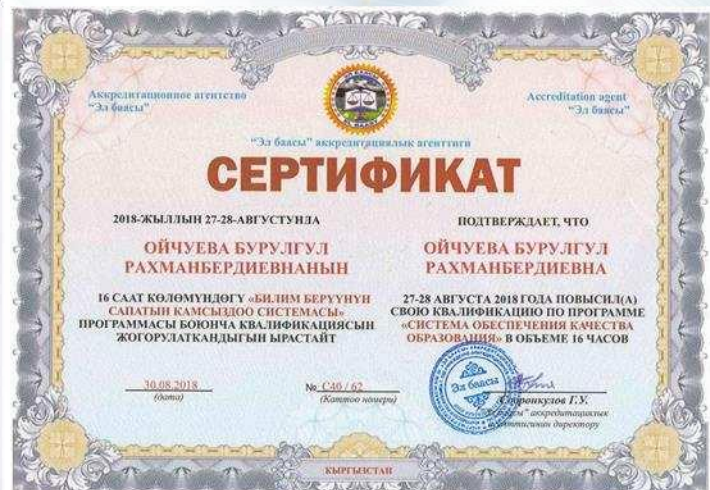 Аккредитационное агентство
“Эл баасы”
Accreditation agent
“Эл баасы”
“Эл баасы” аккредитациялык агенттиги
СЕРТИФИКАТ
2018-ЖЫЛЛЫН 27-28-АВГУСТУНДА
ОЙЧУЕВА БУРУЛГУЛ
РАХМАНБЕРДИЕВНАНЫН
16 СААТ КӨЛӨМҮНДӨГҮ «БИЛИМ БЕРҮҮНҮН
САПАТЫН КАМСЫЗДОО СИСТЕМАСЫ»
ПРОГРАММАСЫ БОЮНЧА КВАЛИФИКАЦИЯСЫН
ЖОГОРУЛАТКАНДЫГЫН ЫРАСТАЙТ
ПОДТВЕРЖДАЕТ, ЧТО
ОЙЧУЕВА БУРУЛГУЛ
РАХМАНБЕРДИЕВНА
27-28 АВГУСТА 2018 ГОДА ПОВЫСИЛ(А)
СВОЮ КВАЛИФИКАЦИЮ ПО ПРОГРАММЕ
«СИСТЕМА ОБЕСПЕЧЕНИЯ КАЧЕСТВА
ОБРАЗОВАНИЯ» В ОБЪЕМЕ 16 ЧАСОВ
30.08.2018
(дата)
№ С40 / 62
(Каттоо номери)
Эл баасы
Г.У.
аккредитациялык
директору
КЫРГЫЗСТАН